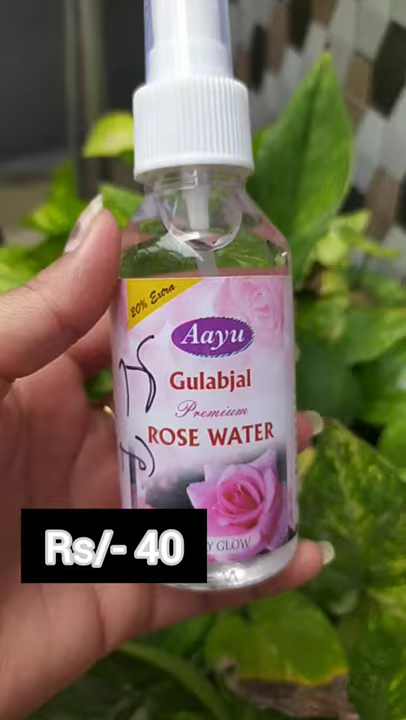 20% Extra
Aayu
Gulabjal
Premium
ROSE WATER
GLOW
Rs/- 40